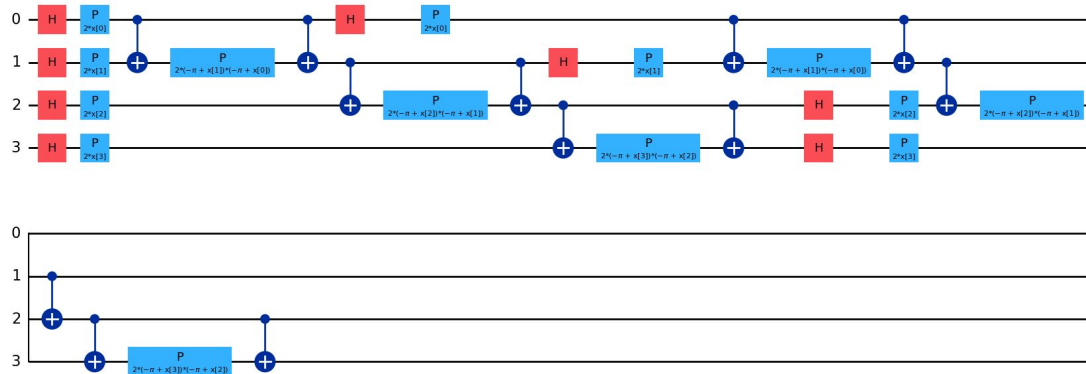 0 H P H P
2*x[0] 2*x[0]
1 H P P H P P
2*x[1] 2*(-π + x[1])*(-π + x[0]) 2*x[1] 2*(-π + x[1])*(-π + x[0])
2 H P P H P P
2*x[2] 2*(-π + x[2])*(-π + x[1]) 2*x[2] 2*(-π + x[2])*(-π + x[1])
3 H P P H P
2*x[3] 2*(-π + x[3])*(-π + x[2]) 2*x[3]
0
1
2
3 P
2*(-π + x[3])*(-π + x[2])